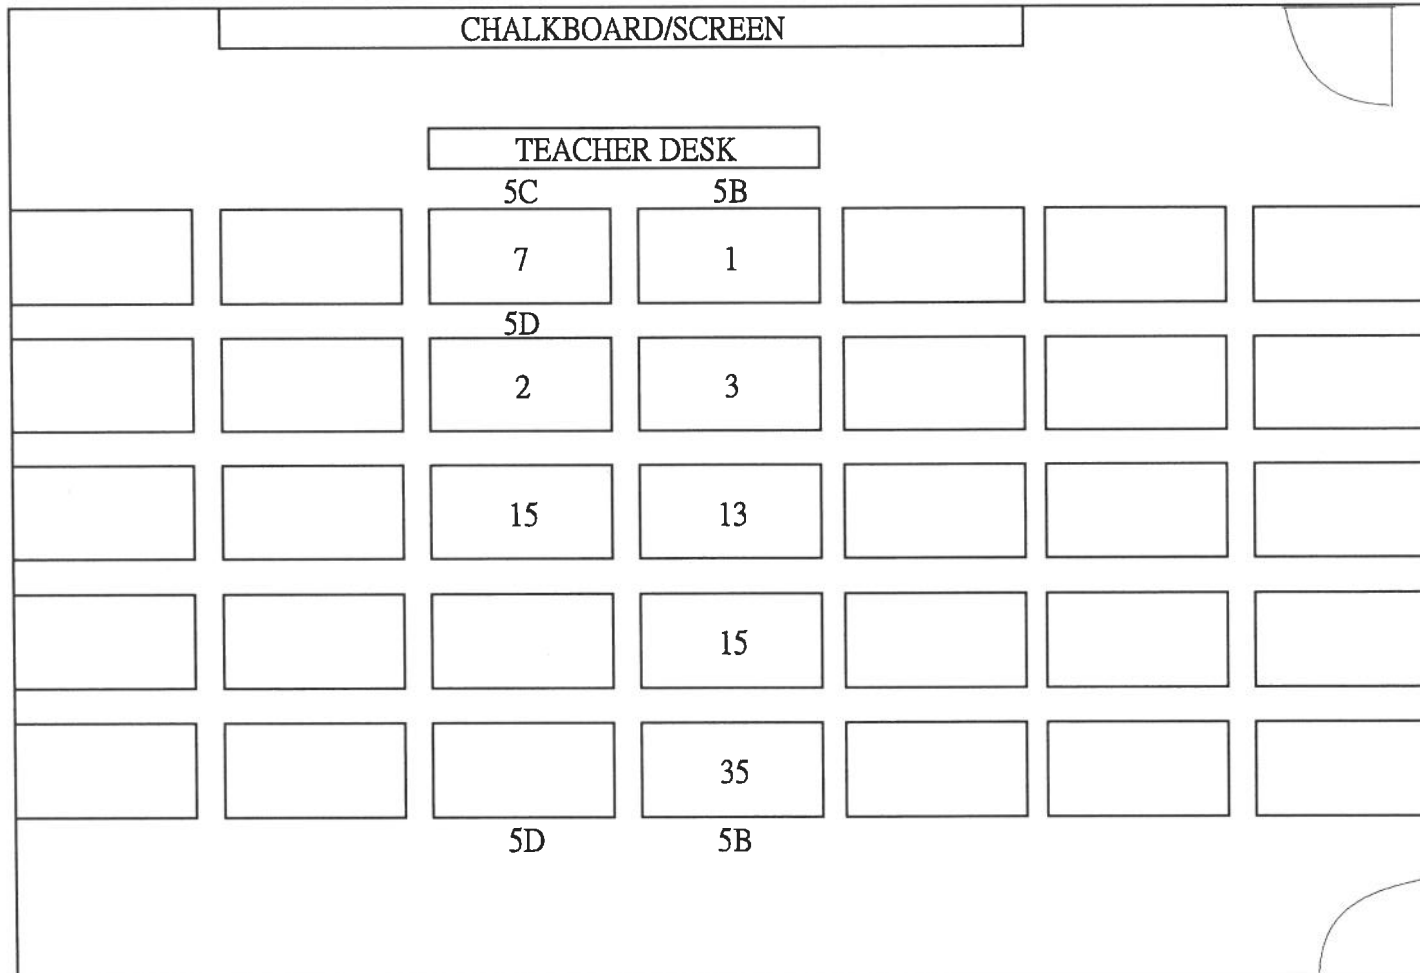 CHALKBOARD/SCREEN
TEACHER DESK
5C 5B
7 1
5D
2 3
15 13
15
35
5D 5B